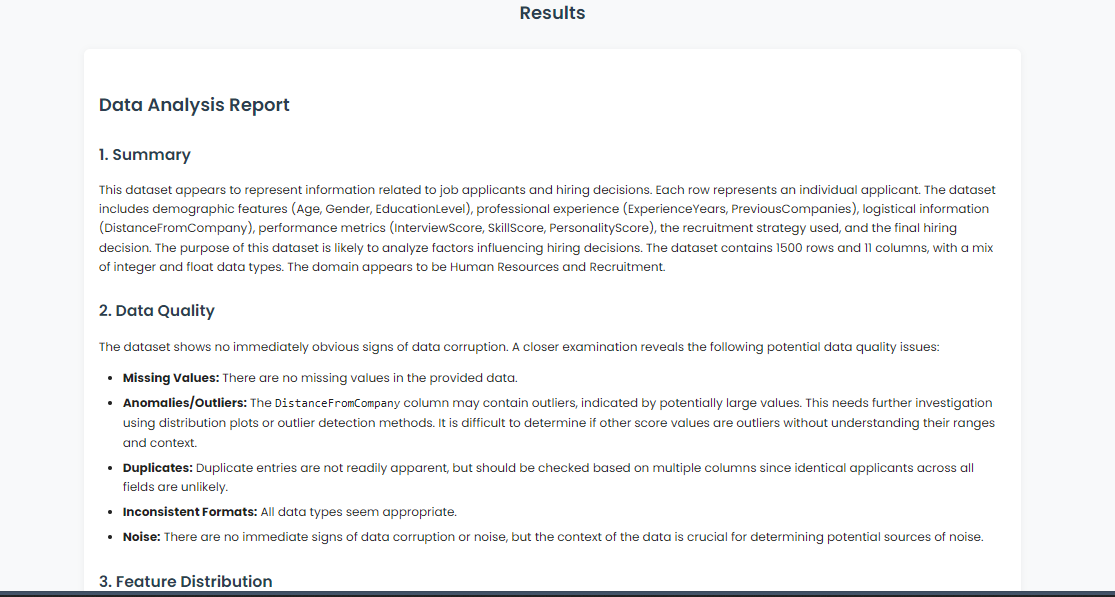 Results
Data Analysis Report
1. Summary
This dataset appears to represent information related to job applicants and hiring decisions. Each row represents an individual applicant. The dataset
includes demographic features (Age, Gender, EducationLevel), professional experience (ExperienceYears, PreviousCompanies), logistical information
(DistanceFromCompany), performance metrics (InterviewScore, SkillScore, PersonalityScore), the recruitment strategy used, and the final hiring
decision. The purpose of this dataset is likely to analyze factors influencing hiring decisions. The dataset contains 1500 rows and 11 columns, with a mix
of integer and float data types. The domain appears to be Human Resources and Recruitment.
2. Data Quality
The dataset shows no immediately obvious signs of data corruption. A closer examination reveals the following potential data quality issues:
• Missing Values: There are no missing values in the provided data.
• Anomalies/Outliers: The DistanceFromCompany column may contain outliers, indicated by potentially large values. This needs further investigation
using distribution plots or outlier detection methods. It is difficult to determine if other score values are outliers without understanding their ranges
and context.
• Duplicates: Duplicate entries are not readily apparent, but should be checked based on multiple columns since identical applicants across all
fields are unlikely.
• Inconsistent Formats: All data types seem appropriate.
• Noise: There are no immediate signs of data corruption or noise, but the context of the data is crucial for determining potential sources of noise.
3. Feature Distribution